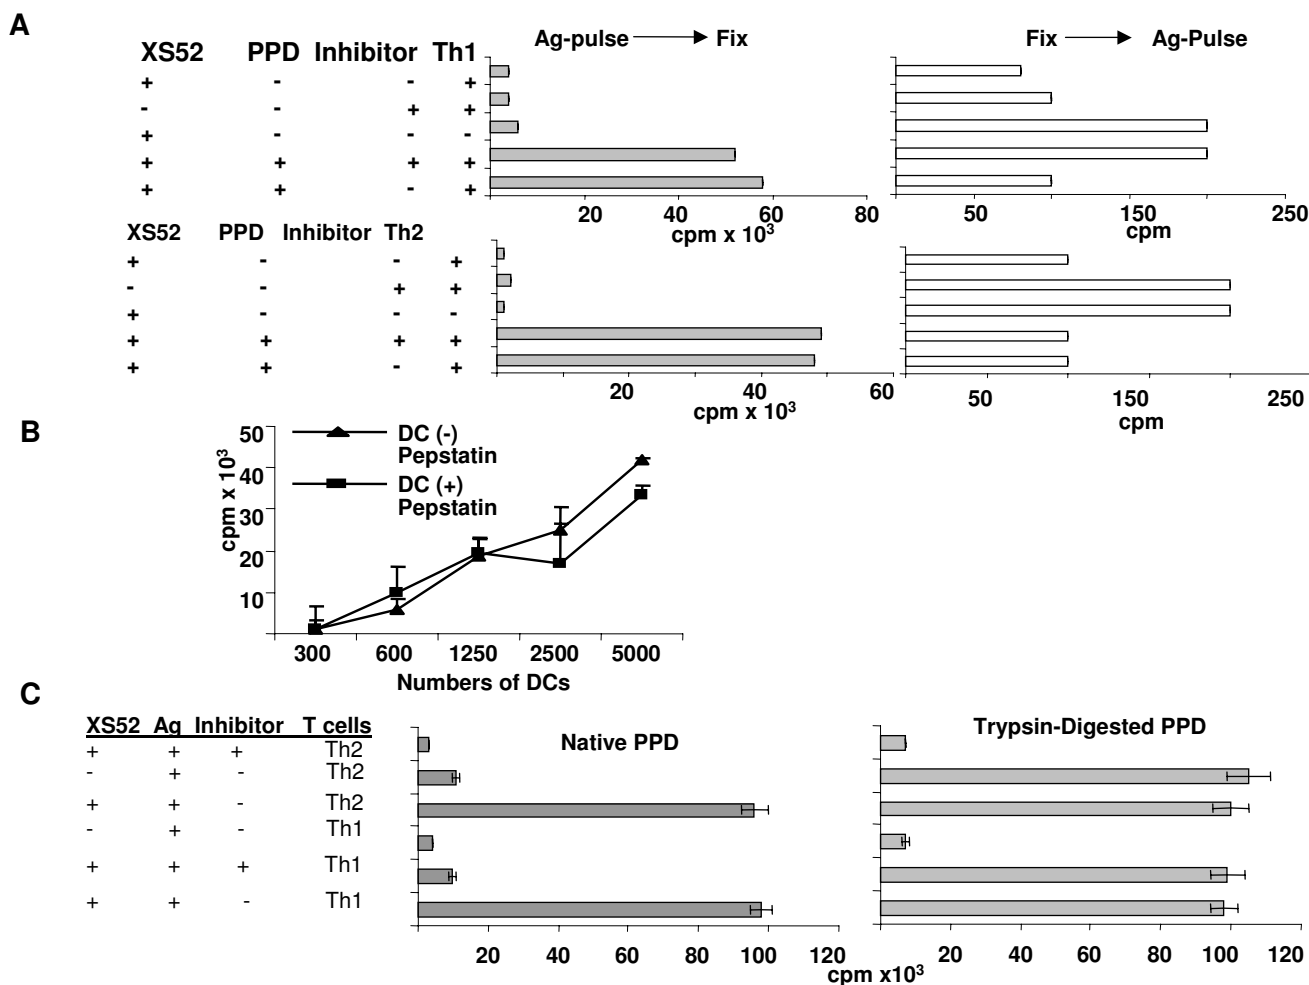 A
Ag-pulse Fix
Fix Ag-Pulse
XS52 PPD Inhibitor Th1
+ - - +
- - + +
+ - - -
+ + + +
+ + - +
20 40 60 80
cpm x 10³
50 150 250
cpm
XS52 PPD Inhibitor Th2
+ - - +
- - + +
+ - - -
+ + + +
+ + - +
20 40 60
cpm x 10³
50 150 250
cpm
B
50
40
30
20
10
cpm x 10³
DC (-)
Pepstatin
DC (+)
Pepstatin
300 600 1250 2500 5000
Numbers of DCs
C
XS52 Ag Inhibitor T cells
+ + + Th2
- + - Th2
+ + - Th2
- + - Th1
+ + + Th1
+ + - Th1
Native PPD
Trypsin-Digested PPD
20 40 60 80 100 120
20 40 60 80 100 120
cpm x10³